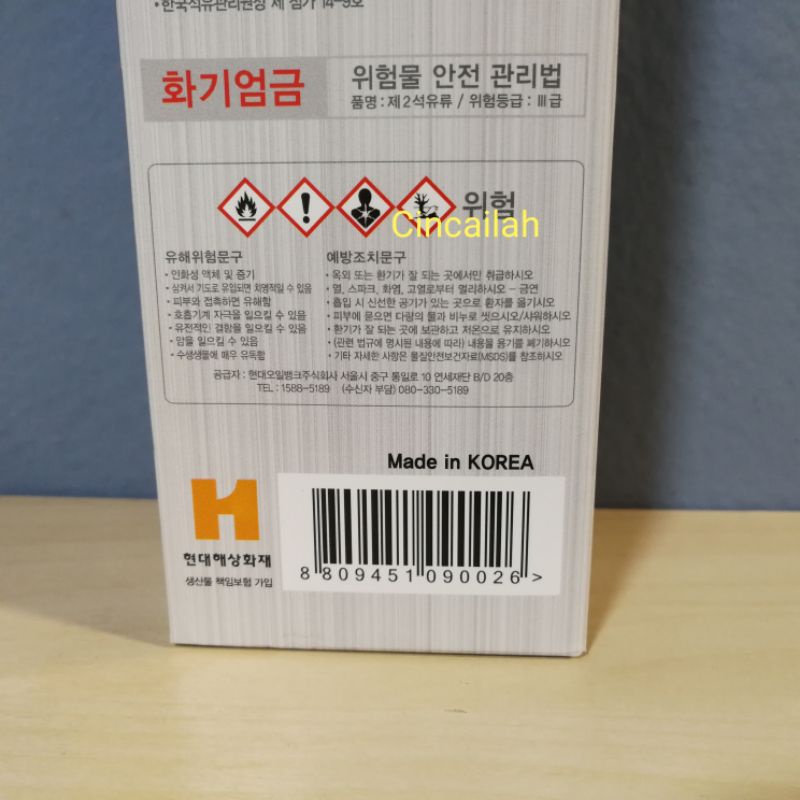 • 한국석유관리원장 제 첨가 14-9호
화기엄금
위험물 안전 관리법
품명 : 제2석유류 / 위험등급 : Ⅲ급
위험
Cincailah
유해위험문구
• 인화성 액체 및 증기
• 삼켜서 기도로 유입되면 치명적일 수 있음
• 피부와 접촉하면 유해함
• 호흡기계 자극을 일으킬 수 있음
• 유전적인 결함을 일으킬 수 있음
• 암을 일으킬 수 있음
• 수생생물에 매우 유독함
예방조치문구
• 옥외 또는 환기가 잘 되는 곳에서만 취급하시오
• 열, 스파크, 화염, 고열로부터 멀리하시오 - 금연
• 흡입 시 신선한 공기가 있는 곳으로 환자를 옮기시오
• 피부에 묻으면 다량의 물과 비누로 씻으시오/샤워하시오
• 환기가 잘 되는 곳에 보관하고 저온으로 유지하시오
• (관련 법규에 명시된 내용에 따라) 내용물 용기를 폐기하시오
• 기타 자세한 사항은 물질안전보건자료(MSDS)를 참조하시오
공급자 : 현대오일뱅크주식회사 서울시 중구 통일로 10 연세재단 B/D 20층
TEL : 1588-5189 (수신자 부담) 080-330-5189
Made in KOREA
현대해상화재
생산물 책임보험 가입
8 809451 090026 >